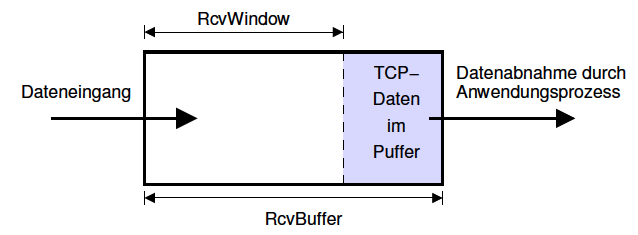 RcvWindow
Dateneingang
TCP–
Daten
im
Puffer
Datenabnahme durch
Anwendungsprozess
RcvBuffer